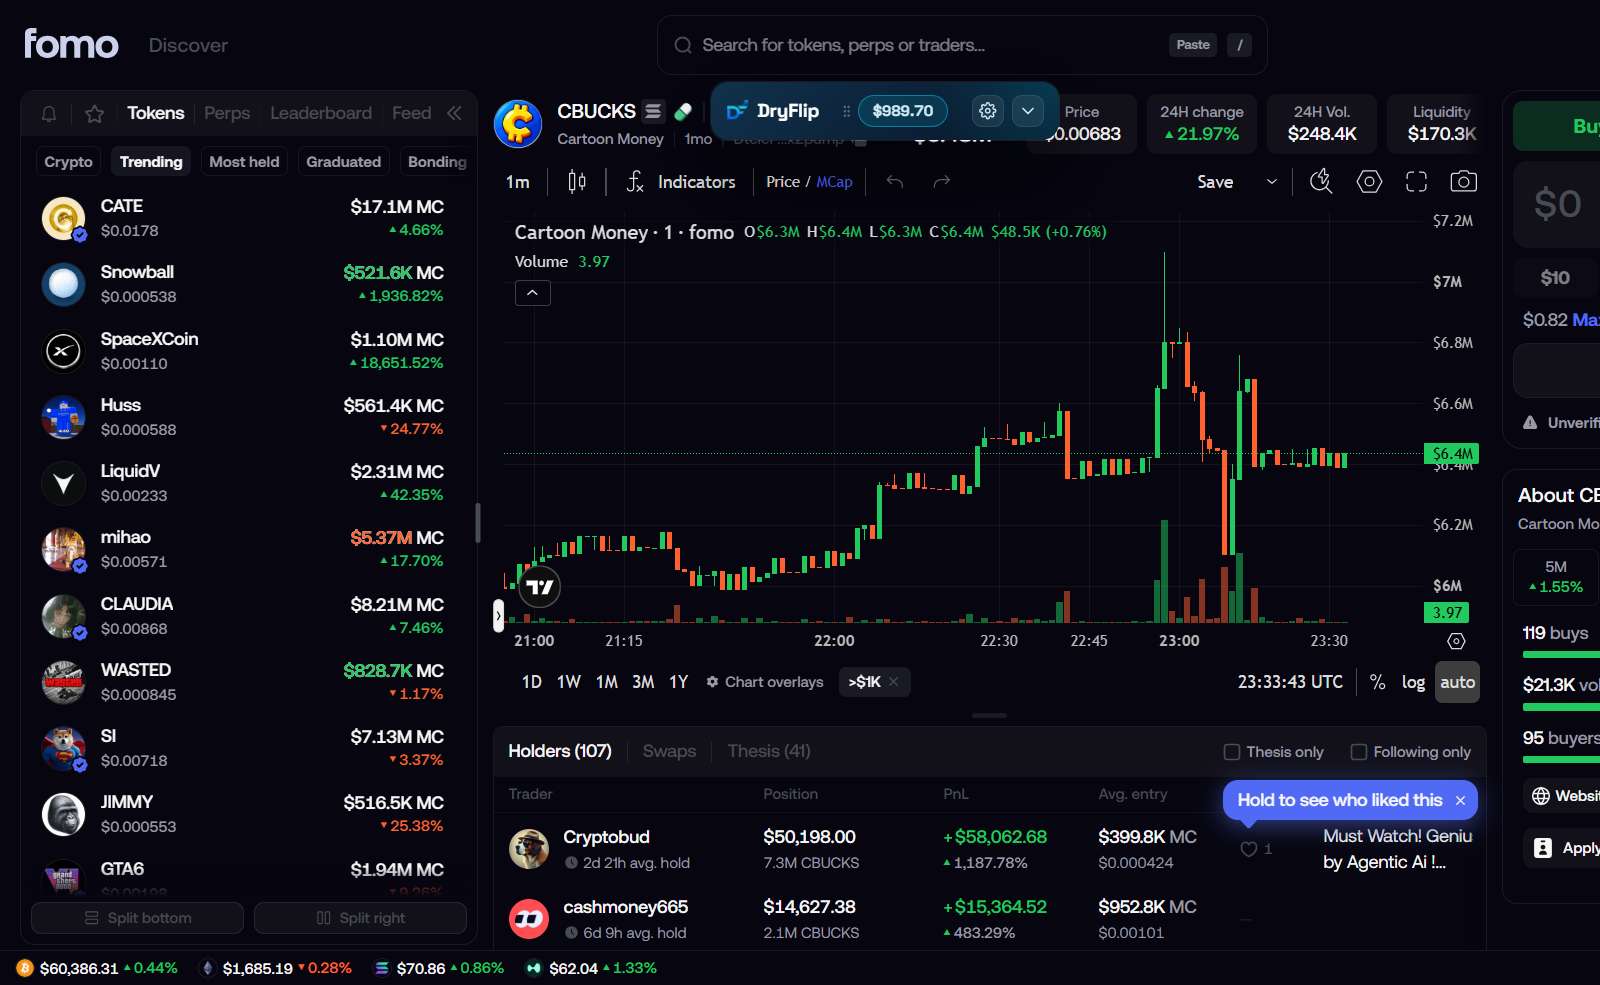 fomo
Discover
Search for tokens, perps or traders...
Paste
/
Tokens
Perps
Leaderboard
Feed
Crypto
Trending
Most held
Graduated
Bonding
CATE
$17.1M MC
$0.0178
4.66%
Snowball
$521.6K MC
$0.000538
1,936.82%
SpaceXCoin
$1.10M MC
$0.00110
18,651.52%
Huss
$561.4K MC
$0.000588
24.77%
LiquidV
$2.31M MC
$0.00233
42.35%
mihao
$5.37M MC
$0.00571
17.70%
CLAUDIA
$8.21M MC
$0.00868
7.46%
WASTED
$828.7K MC
$0.000845
1.17%
SI
$7.13M MC
$0.00718
3.37%
JIMMY
$516.5K MC
$0.000553
25.38%
GTA6
$1.94M MC
Split bottom
Split right
CBUCKS
Cartoon Money
1mo
DryFlip
$989.70
Price
0.00683
24H change
21.97%
24H Vol.
$248.4K
Liquidity
$170.3K
1m
Indicators
Price / MCap
Save
Cartoon Money · 1 · fomo O$6.3M H$6.4M L$6.3M C$6.4M $48.5K (+0.76%)
Volume 3.97
$7.2M
$7M
$6.8M
$6.6M
$6.4M
$6.4M
$6.2M
$6M
3.97
21:00
21:15
22:00
22:30
22:45
23:00
23:30
1D
1W
1M
3M
1Y
Chart overlays
>$1K
23:33:43 UTC
%
log
auto
Holders (107)
Swaps
Thesis (41)
Thesis only
Following only
Trader
Position
PnL
Avg. entry
Hold to see who liked this
Cryptobud
$50,198.00
+$58,062.68
$399.8K MC
2d 21h avg. hold
7.3M CBUCKS
1,187.78%
$0.000424
1
Must Watch! Geniu
by Agentic Ai !...
cashmoney665
$14,627.38
+$15,364.52
$952.8K MC
6d 9h avg. hold
2.1M CBUCKS
483.29%
$0.00101
Buy
$0
$10
$0.82 Max
Unverifi
About CB
Cartoon Mo
5M
1.55%
119 buys
$21.3K vol
95 buyers
Websit
Apply
$60,386.31 0.44%
$1,685.19 0.28%
$70.86 0.86%
$62.04 1.33%